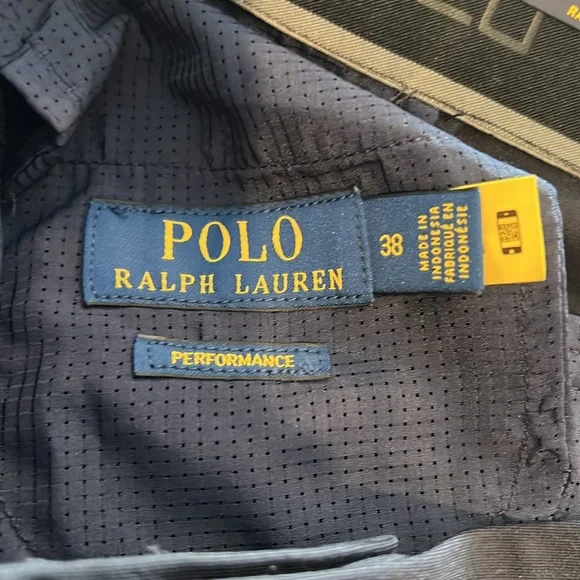 POLO
RALPH LAUREN
38
MADE IN
INDONESIA
FABRIQUÉ EN
INDONÉSIE
PERFORMANCE